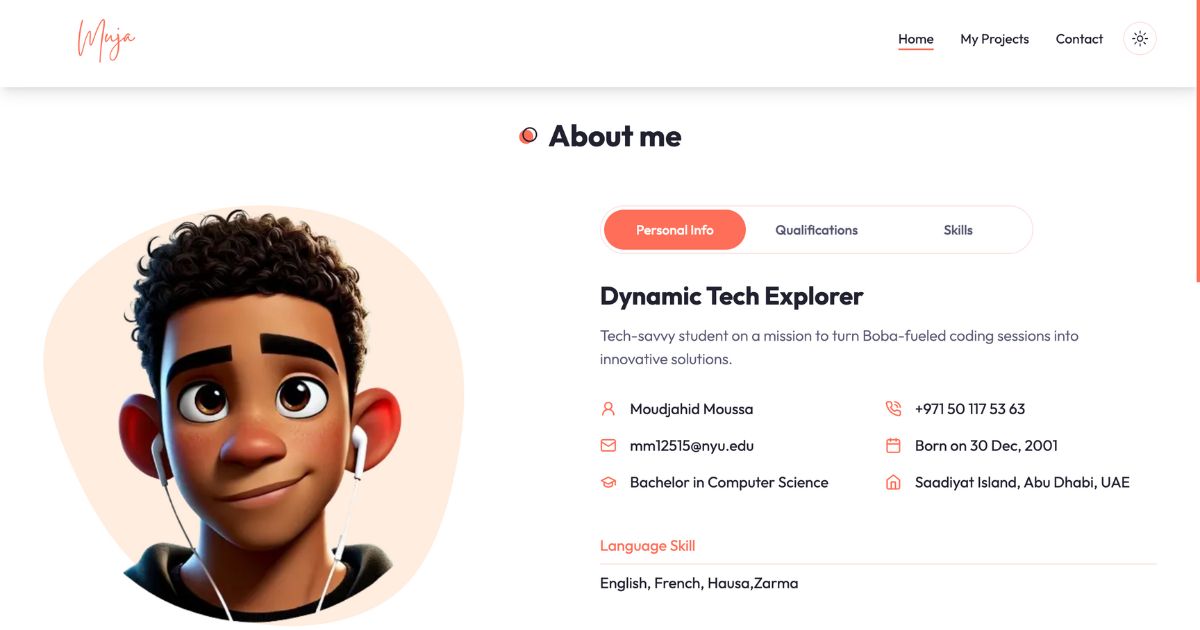 Muja
Home
My Projects
Contact
About me
Personal Info
Qualifications
Skills
Dynamic Tech Explorer
Tech-savvy student on a mission to turn Boba-fueled coding sessions into
innovative solutions.
Moudjahid Moussa
+971 50 117 53 63
mm12515@nyu.edu
Born on 30 Dec, 2001
Bachelor in Computer Science
Saadiyat Island, Abu Dhabi, UAE
Language Skill
English, French, Hausa,Zarma